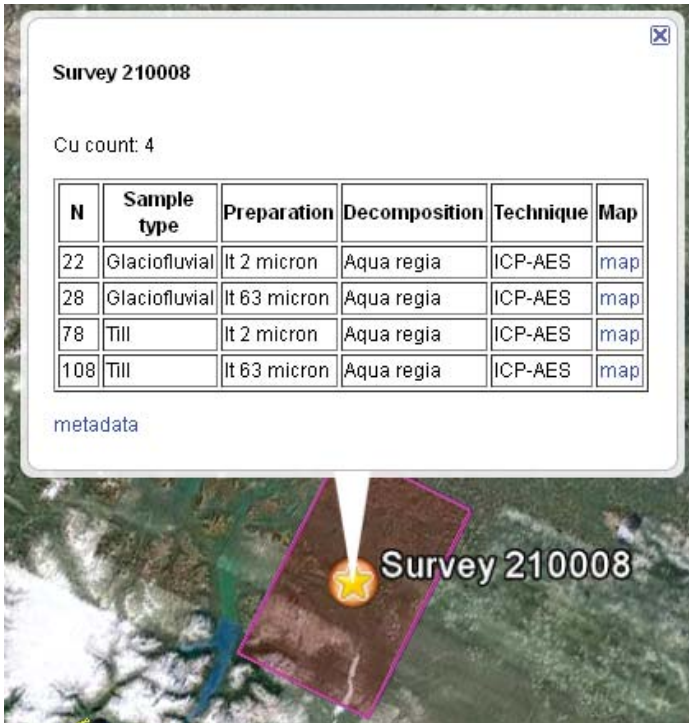 Survey 210008
Cu count: 4
N Sample type Preparation Decomposition Technique Map
22 Glaciofluvial lt 2 micron Aqua regia ICP-AES map
28 Glaciofluvial lt 63 micron Aqua regia ICP-AES map
78 Till lt 2 micron Aqua regia ICP-AES map
108 Till lt 63 micron Aqua regia ICP-AES map
metadata
Survey 210008